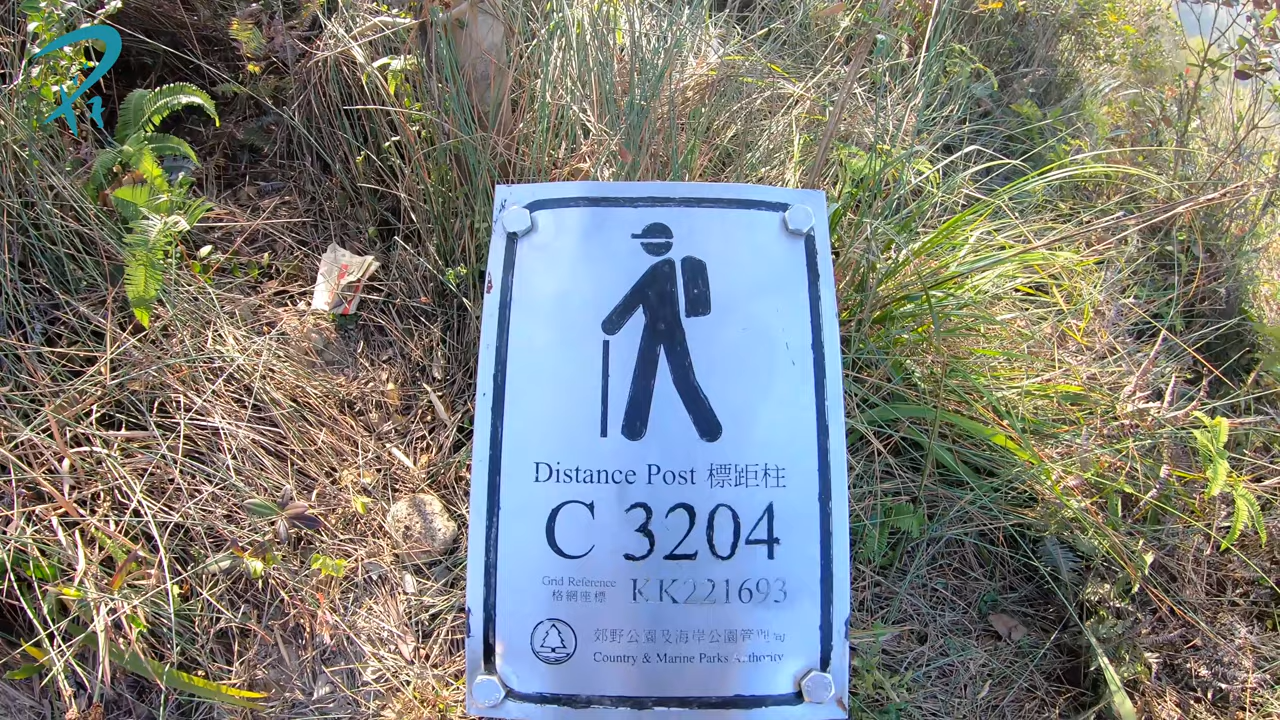 Distance Post 標距柱
C 3204
Grid Reference
格網座標
KK221693
郊野公園及海岸公園管理局
Country & Marine Parks Authority